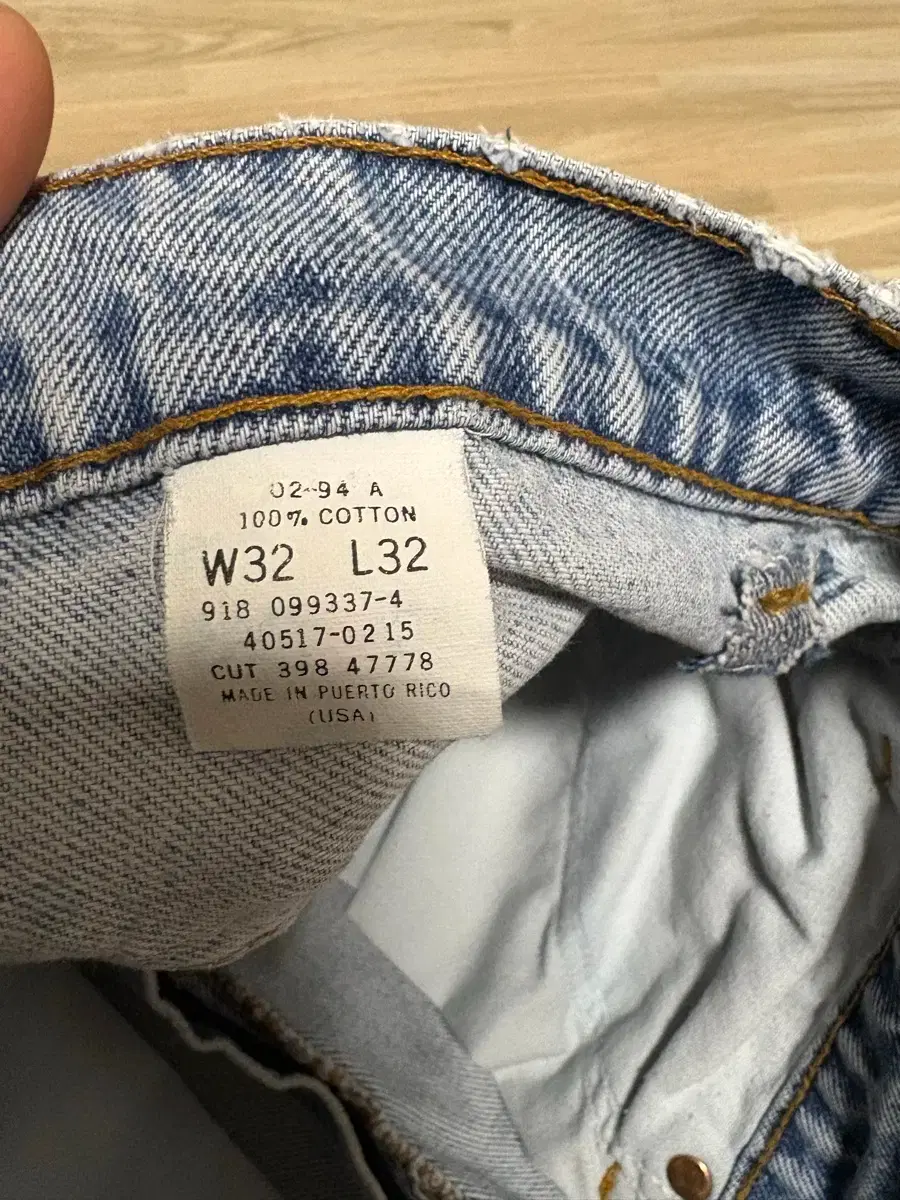 02-94 A
100% COTTON
W32 L32
918 099337-4
40517-0215
CUT 398 47778
MADE IN PUERTO RICO
(USA)